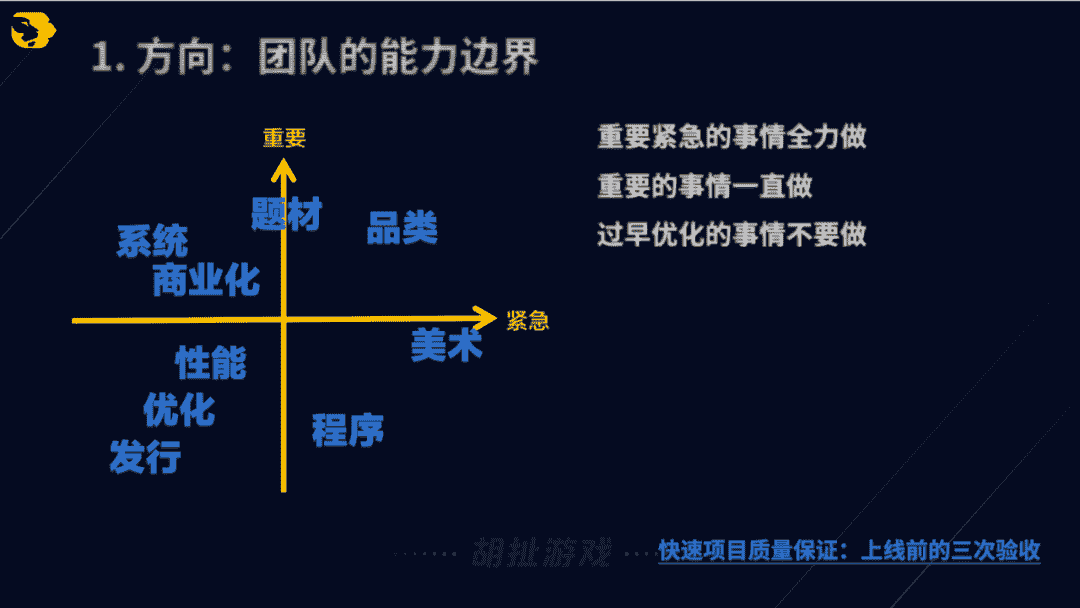 1. 方向：团队的能力边界
重要
题材
品类
系统
商业化
紧急
美术
性能
优化
程序
发行
重要紧急的事情全力做
重要的事情一直做
过早优化的事情不要做
胡扯游戏
快速项目质量保证：上线前的三次验收